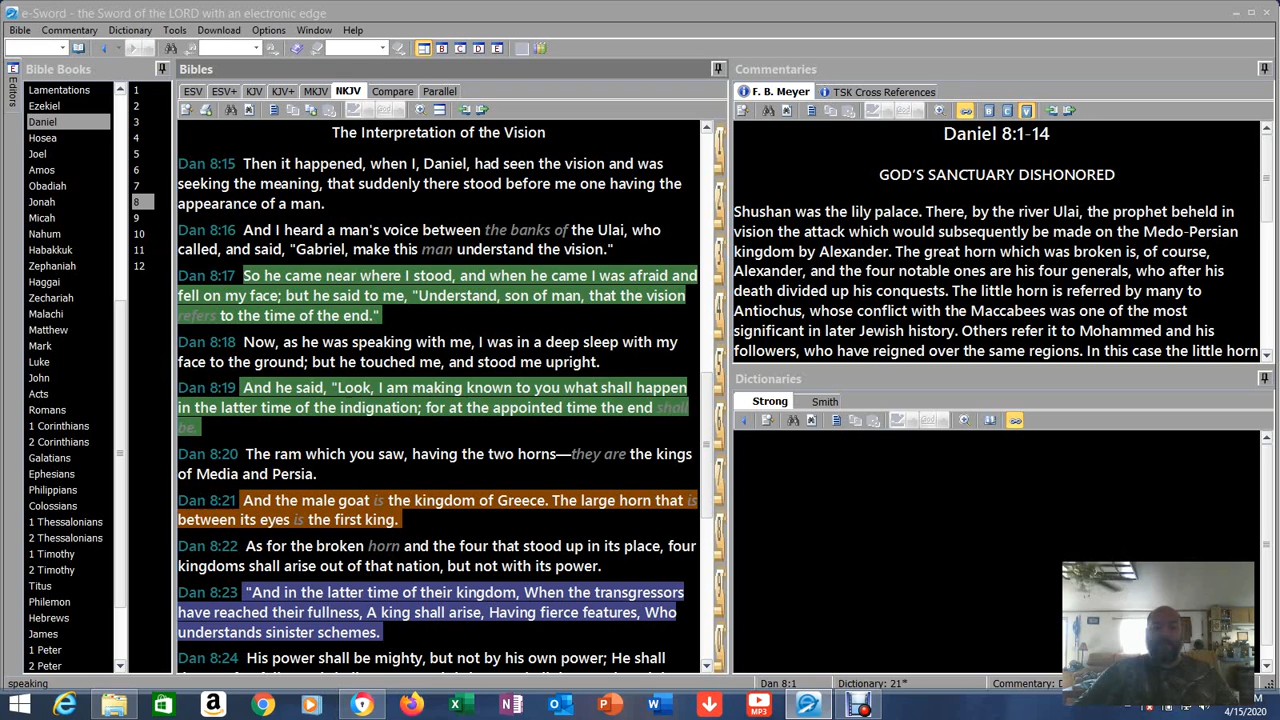 e-Sword - the Sword of the LORD with an electronic edge
Bible Commentary Dictionary Tools Download Options Window Help
B C D E
Editors
Bible Books
Lamentations
Ezekiel
Daniel
Hosea
Joel
Amos
Obadiah
Jonah
Micah
Nahum
Habakkuk
Zephaniah
Haggai
Zechariah
Malachi
Matthew
Mark
Luke
John
Acts
Romans
1 Corinthians
2 Corinthians
Galatians
Ephesians
Philippians
Colossians
1 Thessalonians
2 Thessalonians
1 Timothy
2 Timothy
Titus
Philemon
Hebrews
James
1 Peter
2 Peter
1
2
3
4
5
6
7
8
9
10
11
12
Bibles
ESV ESV+ KJV KJV+ MKJV NKJV Compare Parallel
The Interpretation of the Vision
Dan 8:15 Then it happened, when I, Daniel, had seen the vision and was
seeking the meaning, that suddenly there stood before me one having the
appearance of a man.
Dan 8:16 And I heard a man's voice between the banks of the Ulai, who
called, and said, "Gabriel, make this man understand the vision."
Dan 8:17 So he came near where I stood, and when he came I was afraid and
fell on my face; but he said to me, "Understand, son of man, that the vision
refers to the time of the end."
Dan 8:18 Now, as he was speaking with me, I was in a deep sleep with my
face to the ground; but he touched me, and stood me upright.
Dan 8:19 And he said, "Look, I am making known to you what shall happen
in the latter time of the indignation; for at the appointed time the end shall
be.
Dan 8:20 The ram which you saw, having the two horns—they are the kings
of Media and Persia.
Dan 8:21 And the male goat is the kingdom of Greece. The large horn that is
between its eyes is the first king.
Dan 8:22 As for the broken horn and the four that stood up in its place, four
kingdoms shall arise out of that nation, but not with its power.
Dan 8:23 "And in the latter time of their kingdom, When the transgressors
have reached their fullness, A king shall arise, Having fierce features, Who
understands sinister schemes.
Dan 8:24 His power shall be mighty, but not by his own power; He shall
Commentaries
F. B. Meyer TSK Cross References
B C V
Daniel 8:1-14
GOD'S SANCTUARY DISHONORED
Shushan was the lily palace. There, by the river Ulai, the prophet beheld in
vision the attack which would subsequently be made on the Medo-Persian
kingdom by Alexander. The great horn which was broken is, of course,
Alexander, and the four notable ones are his four generals, who after his
death divided up his conquests. The little horn is referred by many to
Antiochus, whose conflict with the Maccabees was one of the most
significant in later Jewish history. Others refer it to Mohammed and his
followers, who have reigned over the same regions. In this case the little horn
Dictionaries
Strong Smith
speaking
Dan 8:1 Dictionary: 21* Commentary: D
MP3
4/15/2020